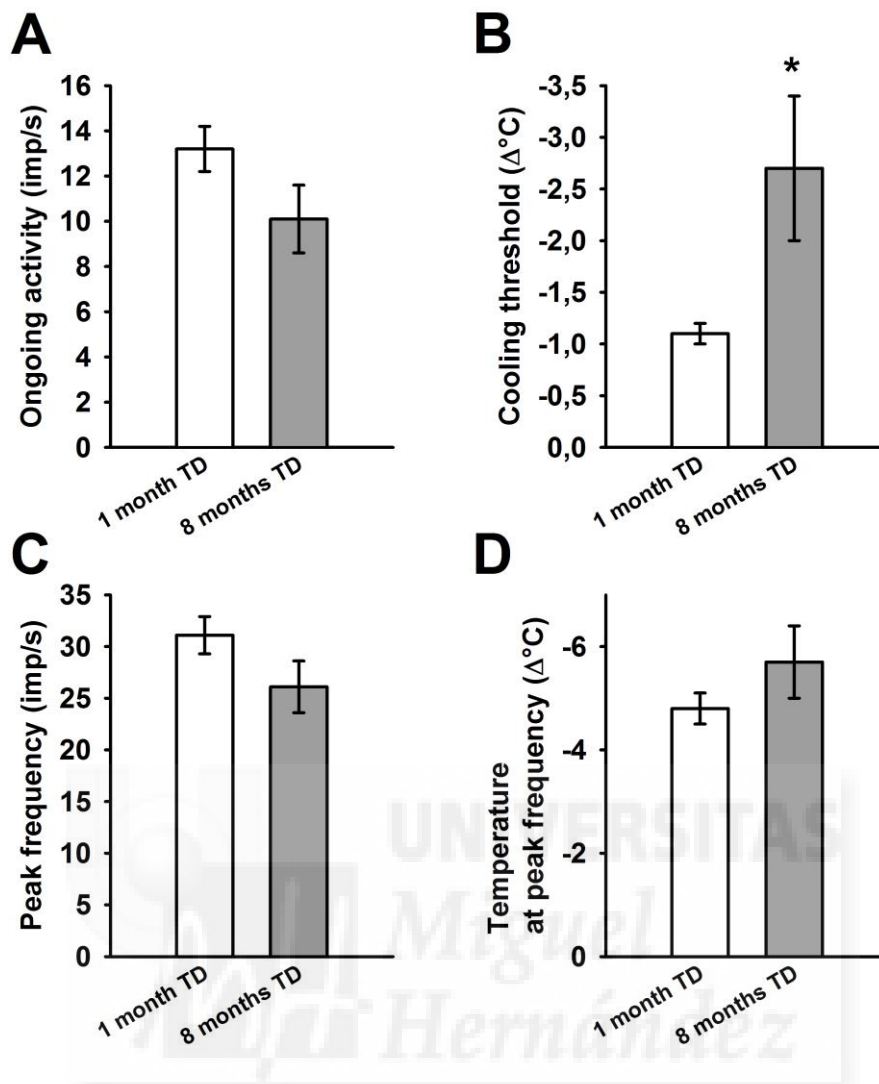 A
Ongoing activity (imp/s)
16
14
12
10
8
6
4
2
0
1 month TD
8 months TD
B
Cooling threshold (Δ°C)
*
-3,5
-3,0
-2,5
-2,0
-1,5
-1,0
-0,5
0,0
1 month TD
8 months TD
C
Peak frequency (imp/s)
35
30
25
20
15
10
5
0
1 month TD
8 months TD
D
Temperature
at peak frequency (Δ°C)
-6
-4
-2
0
1 month TD
8 months TD
UNIVERSITAS
Miguel
Hernández